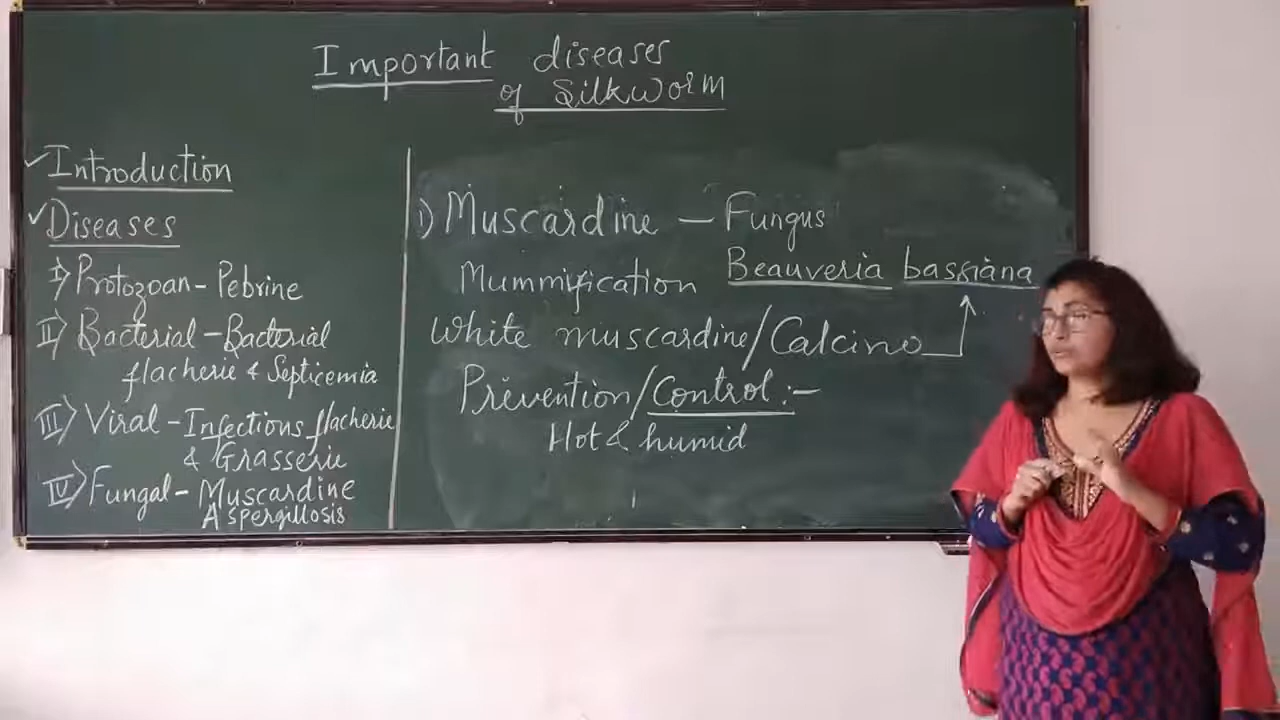 Important diseases
of Silkworm
✓Introduction
✓Diseases
I) Protozoan - Pebrine
II) Bacterial - Bacterial
flacherie & Septicemia
III) Viral - Infections flacherie
& Grasserie
IV) Fungal - Muscardine
Aspergillosis
1) Muscardine - Fungus
Mummification Beauveria bassiana
White muscardine/Calcino
Prevention/Control :-
Hot & humid